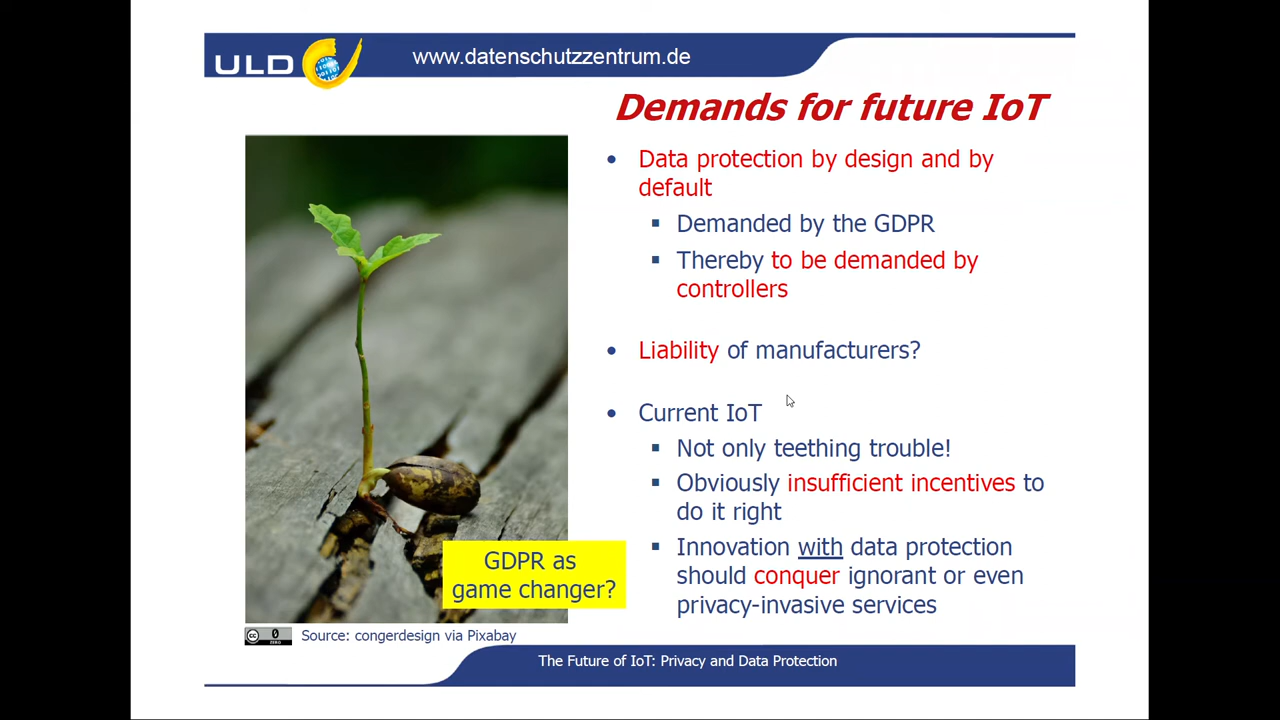 ULD
www.datenschutzzentrum.de
Demands for future IoT
• Data protection by design and by
default
▪ Demanded by the GDPR
▪ Thereby to be demanded by
controllers
• Liability of manufacturers?
• Current IoT
▪ Not only teething trouble!
▪ Obviously insufficient incentives to
do it right
▪ Innovation with data protection
should conquer ignorant or even
privacy-invasive services
GDPR as
game changer?
cc 0
ZERO
Source: congerdesign via Pixabay
The Future of IoT: Privacy and Data Protection